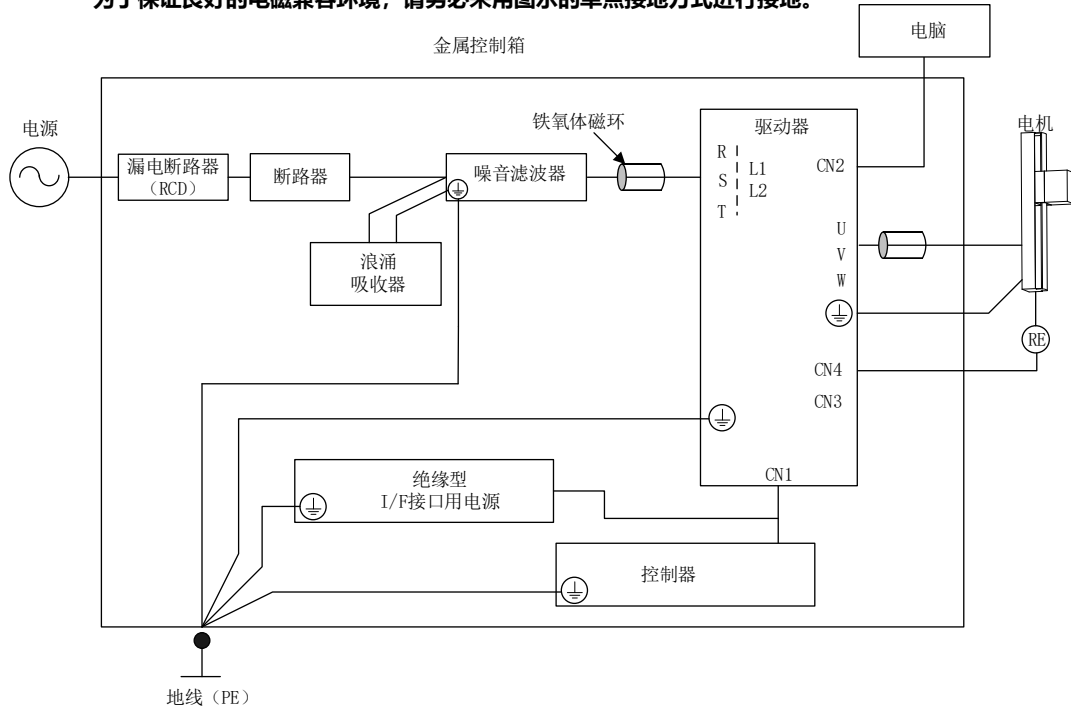 为了保证良好的电磁兼容环境，请务必采用图示的单点接地方式进行接地。
金属控制箱
电脑
电源
铁氧体磁环
驱动器
电机
漏电断路器
（RCD）
断路器
噪音滤波器
R
S
T
L1
L2
CN2
U
V
W
浪涌
吸收器
RE
CN4
CN3
CN1
绝缘型
I/F接口用电源
控制器
地线（PE）